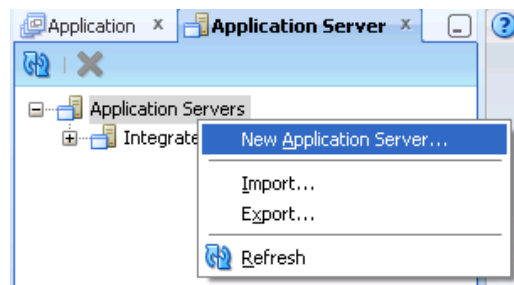 Application x Application Server x
Application Servers
Integrate
New Application Server...
Import...
Export...
Refresh